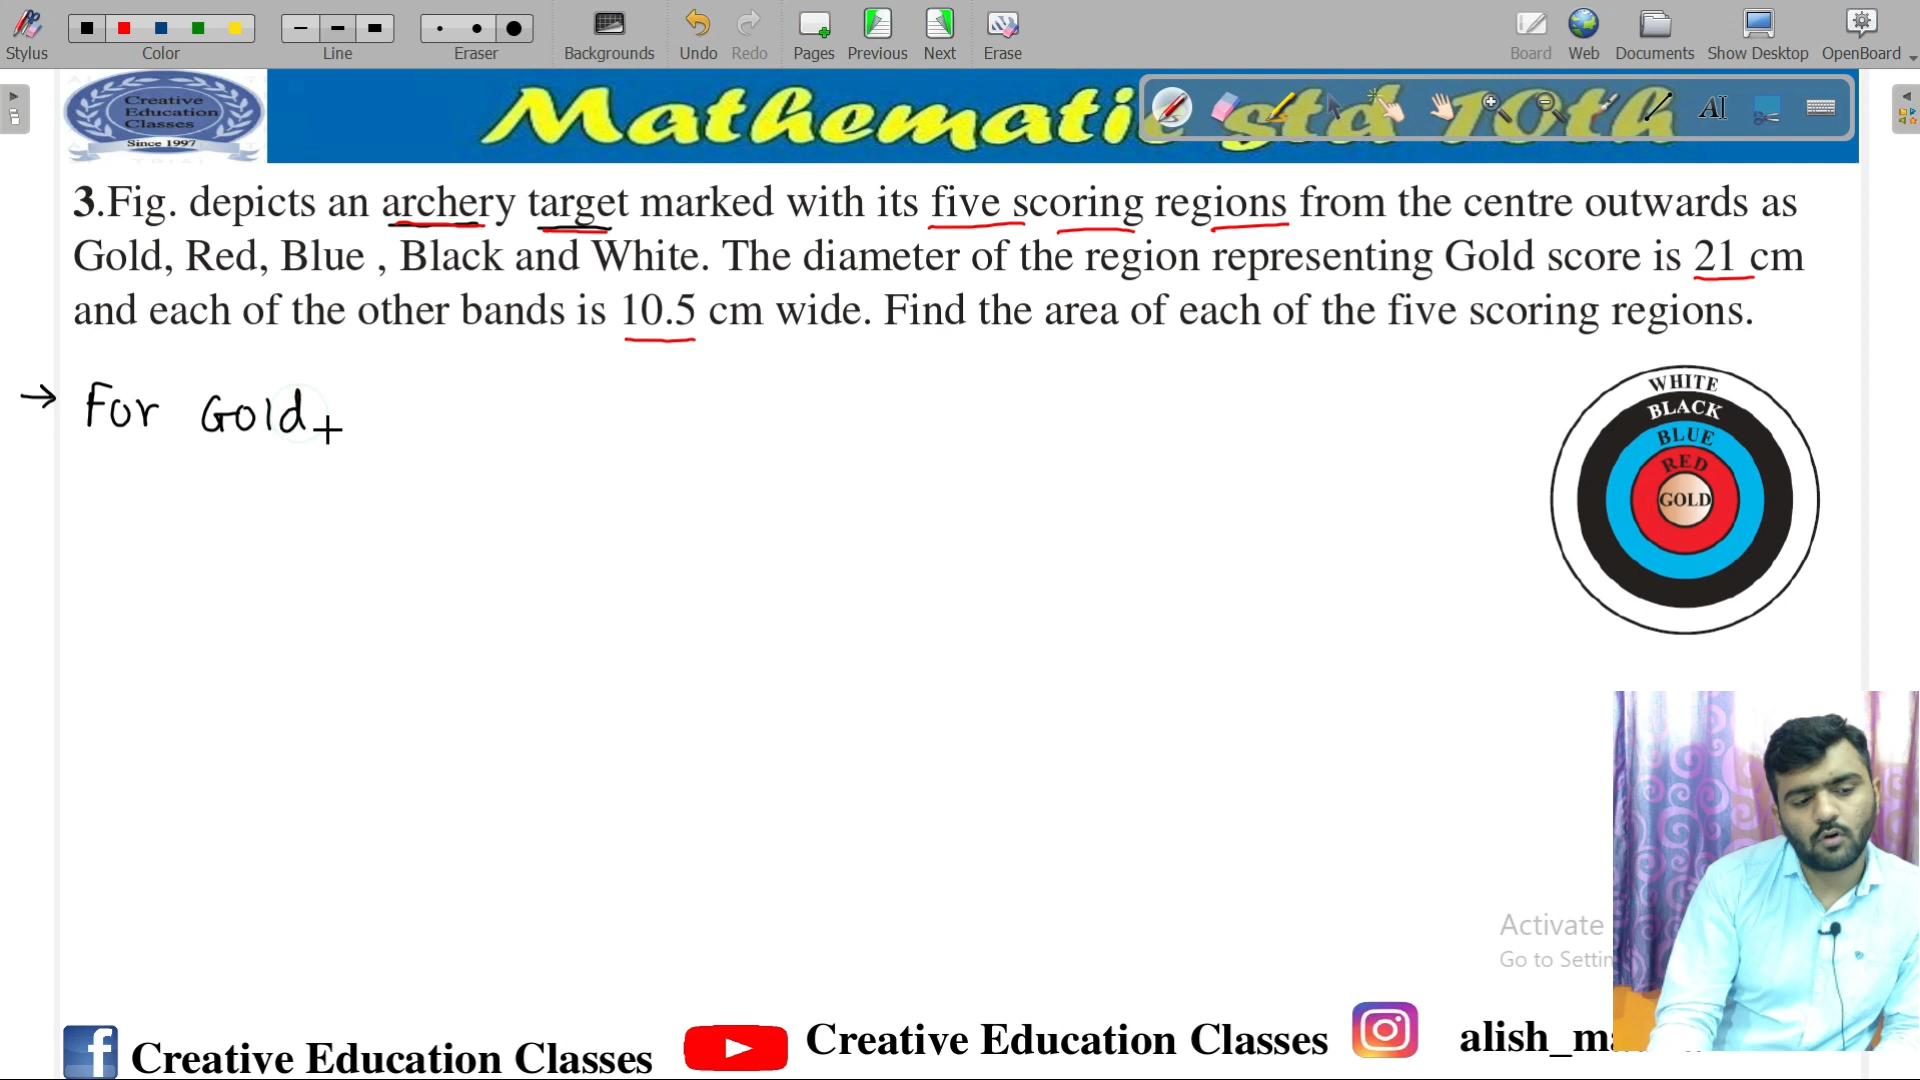 Stylus Color Line Eraser Backgrounds Undo Redo Pages Previous Next Erase Board Web Documents Show Desktop OpenBoard
Creative
Education
Classes
Since 1997
Mathematic std 10th
3.Fig. depicts an archery target marked with its five scoring regions from the centre outwards as
Gold, Red, Blue , Black and White. The diameter of the region representing Gold score is 21 cm
and each of the other bands is 10.5 cm wide. Find the area of each of the five scoring regions.
→ For Gold
WHITE
BLACK
BLUE
RED
GOLD
Activate
Go to Settin
Creative Education Classes
Creative Education Classes